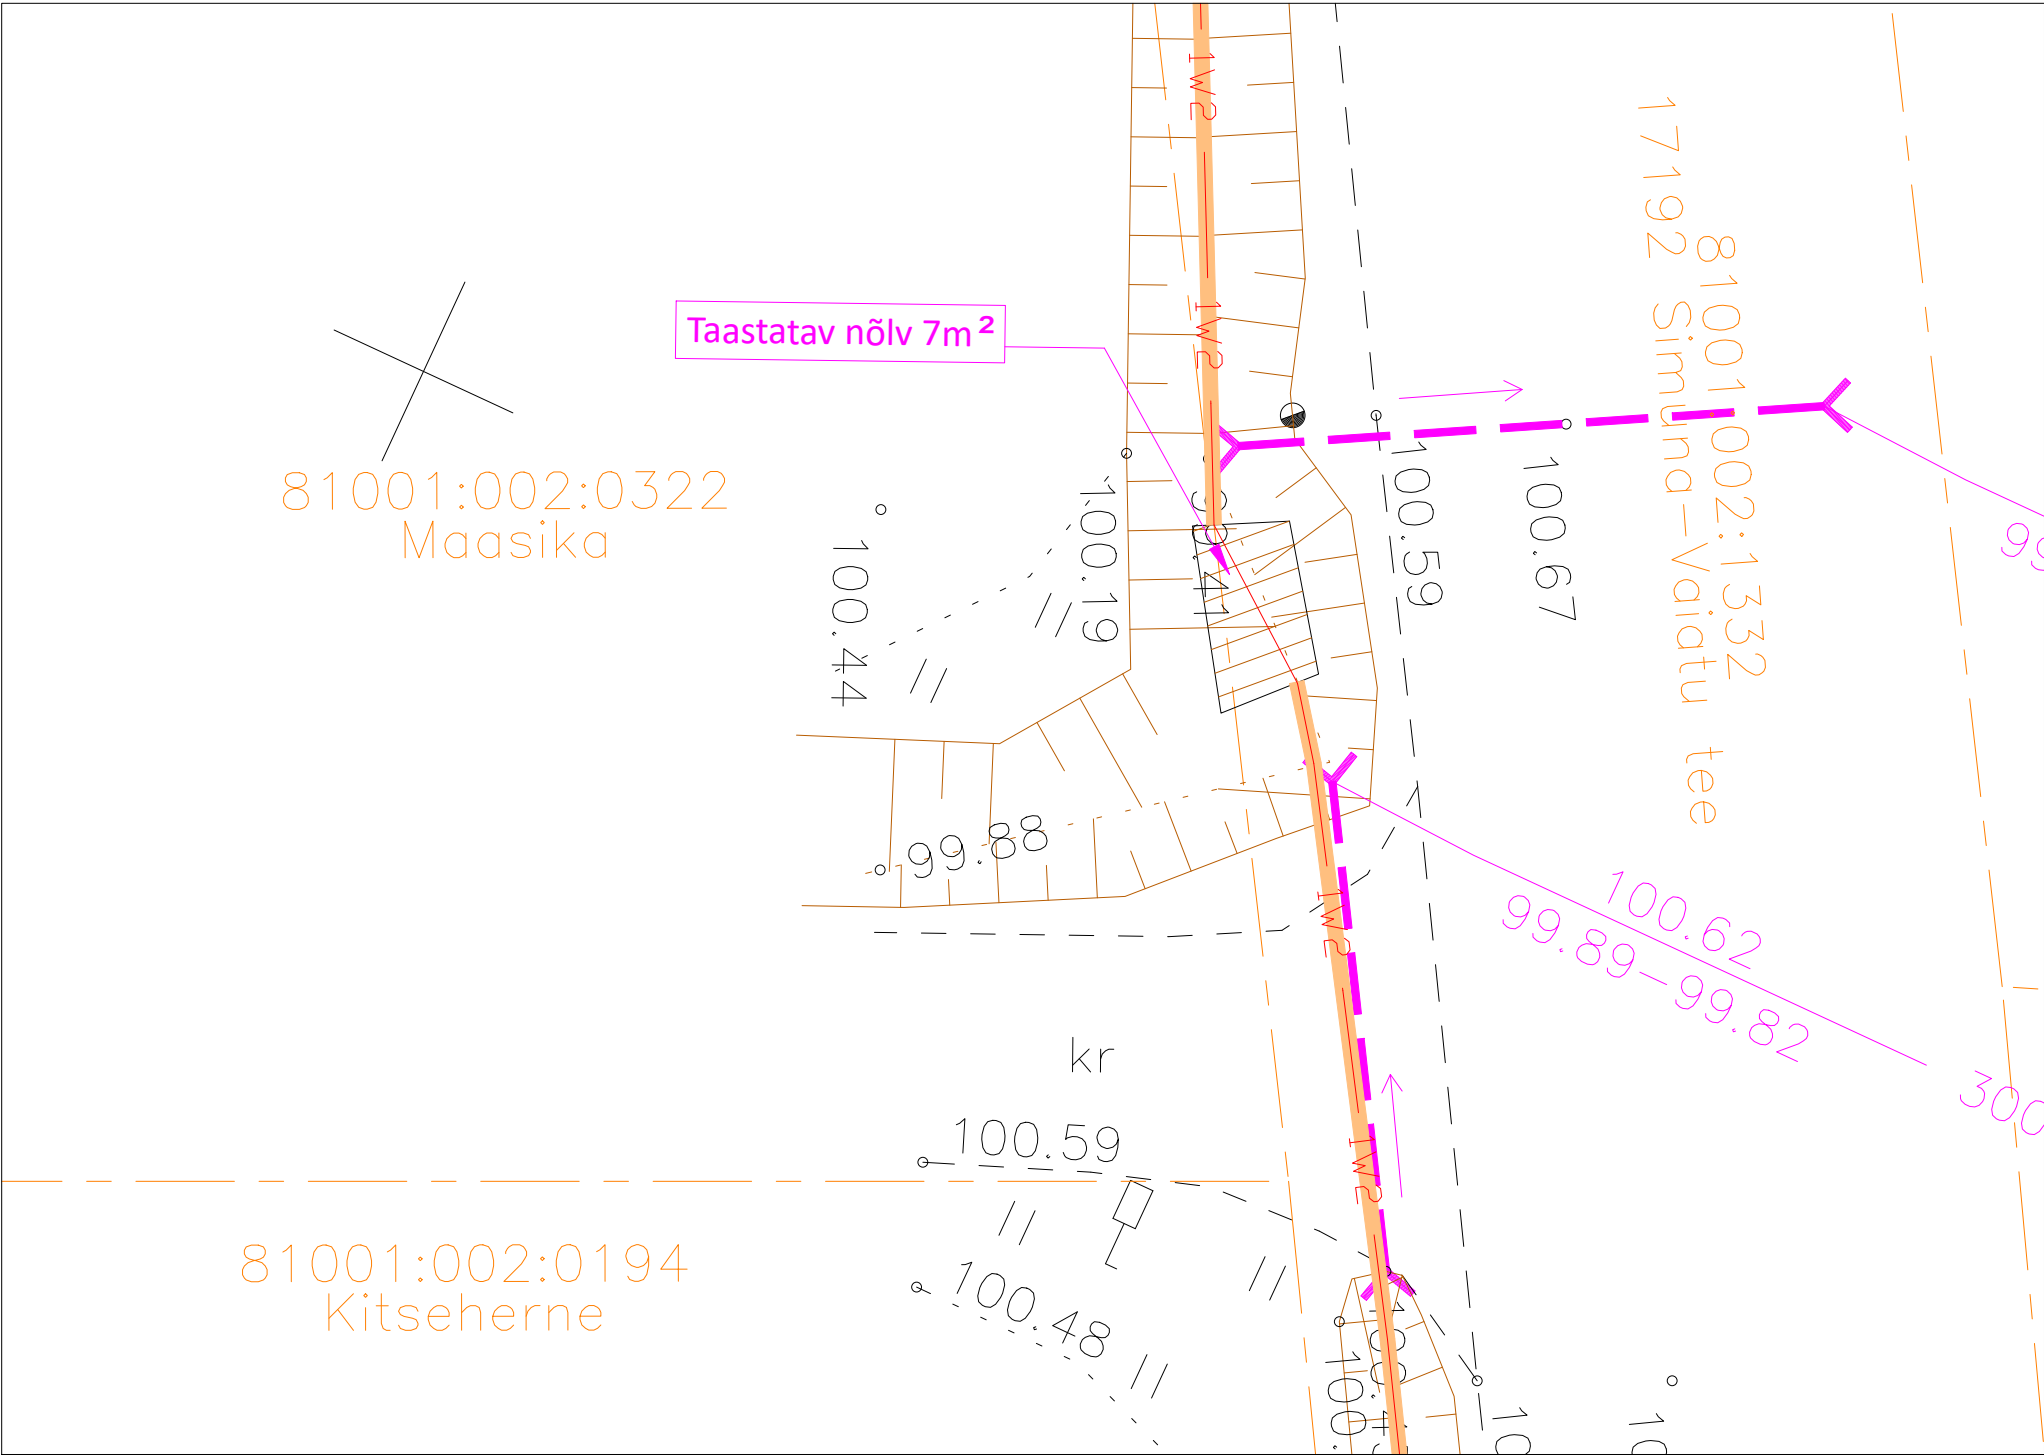 1W2
1W2
Taastatav nõlv 7m²
81001:002:1332
17192 Simuna-Vaiatu tee
81001:002:0322
Maasika
100.44
100.19
100.59
100.67
99.88
1W2
100.62
99.89-99.82
300
kr
100.59
1W2
81001:002:0194
Kitseherne
100.48